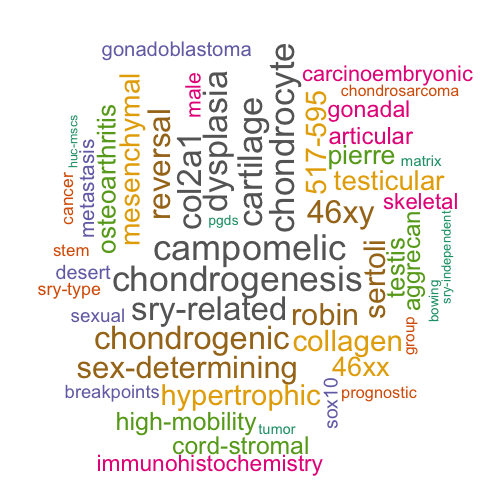 gonadoblastoma
carcinoembryonic
chondrosarcoma
male
gonadal
huc-mscs
mesenchymal
chondrocyte
dysplasia
517-595
articular
osteoarthritis
reversal
col2a1
cartilage
pierre
matrix
cancer
metastasis
pgds
testicular
skeletal
46xy
sry-independent
stem
campomelic
sertoli
testis
aggrecan
desert
chondrogenesis
bowing
sry-type
sry-related
robin
sexual
chondrogenic
collagen
group
sex-determining
46xx
breakpoints
hypertrophic
sox10
prognostic
high-mobility
tumor
cord-stromal
immunohistochemistry